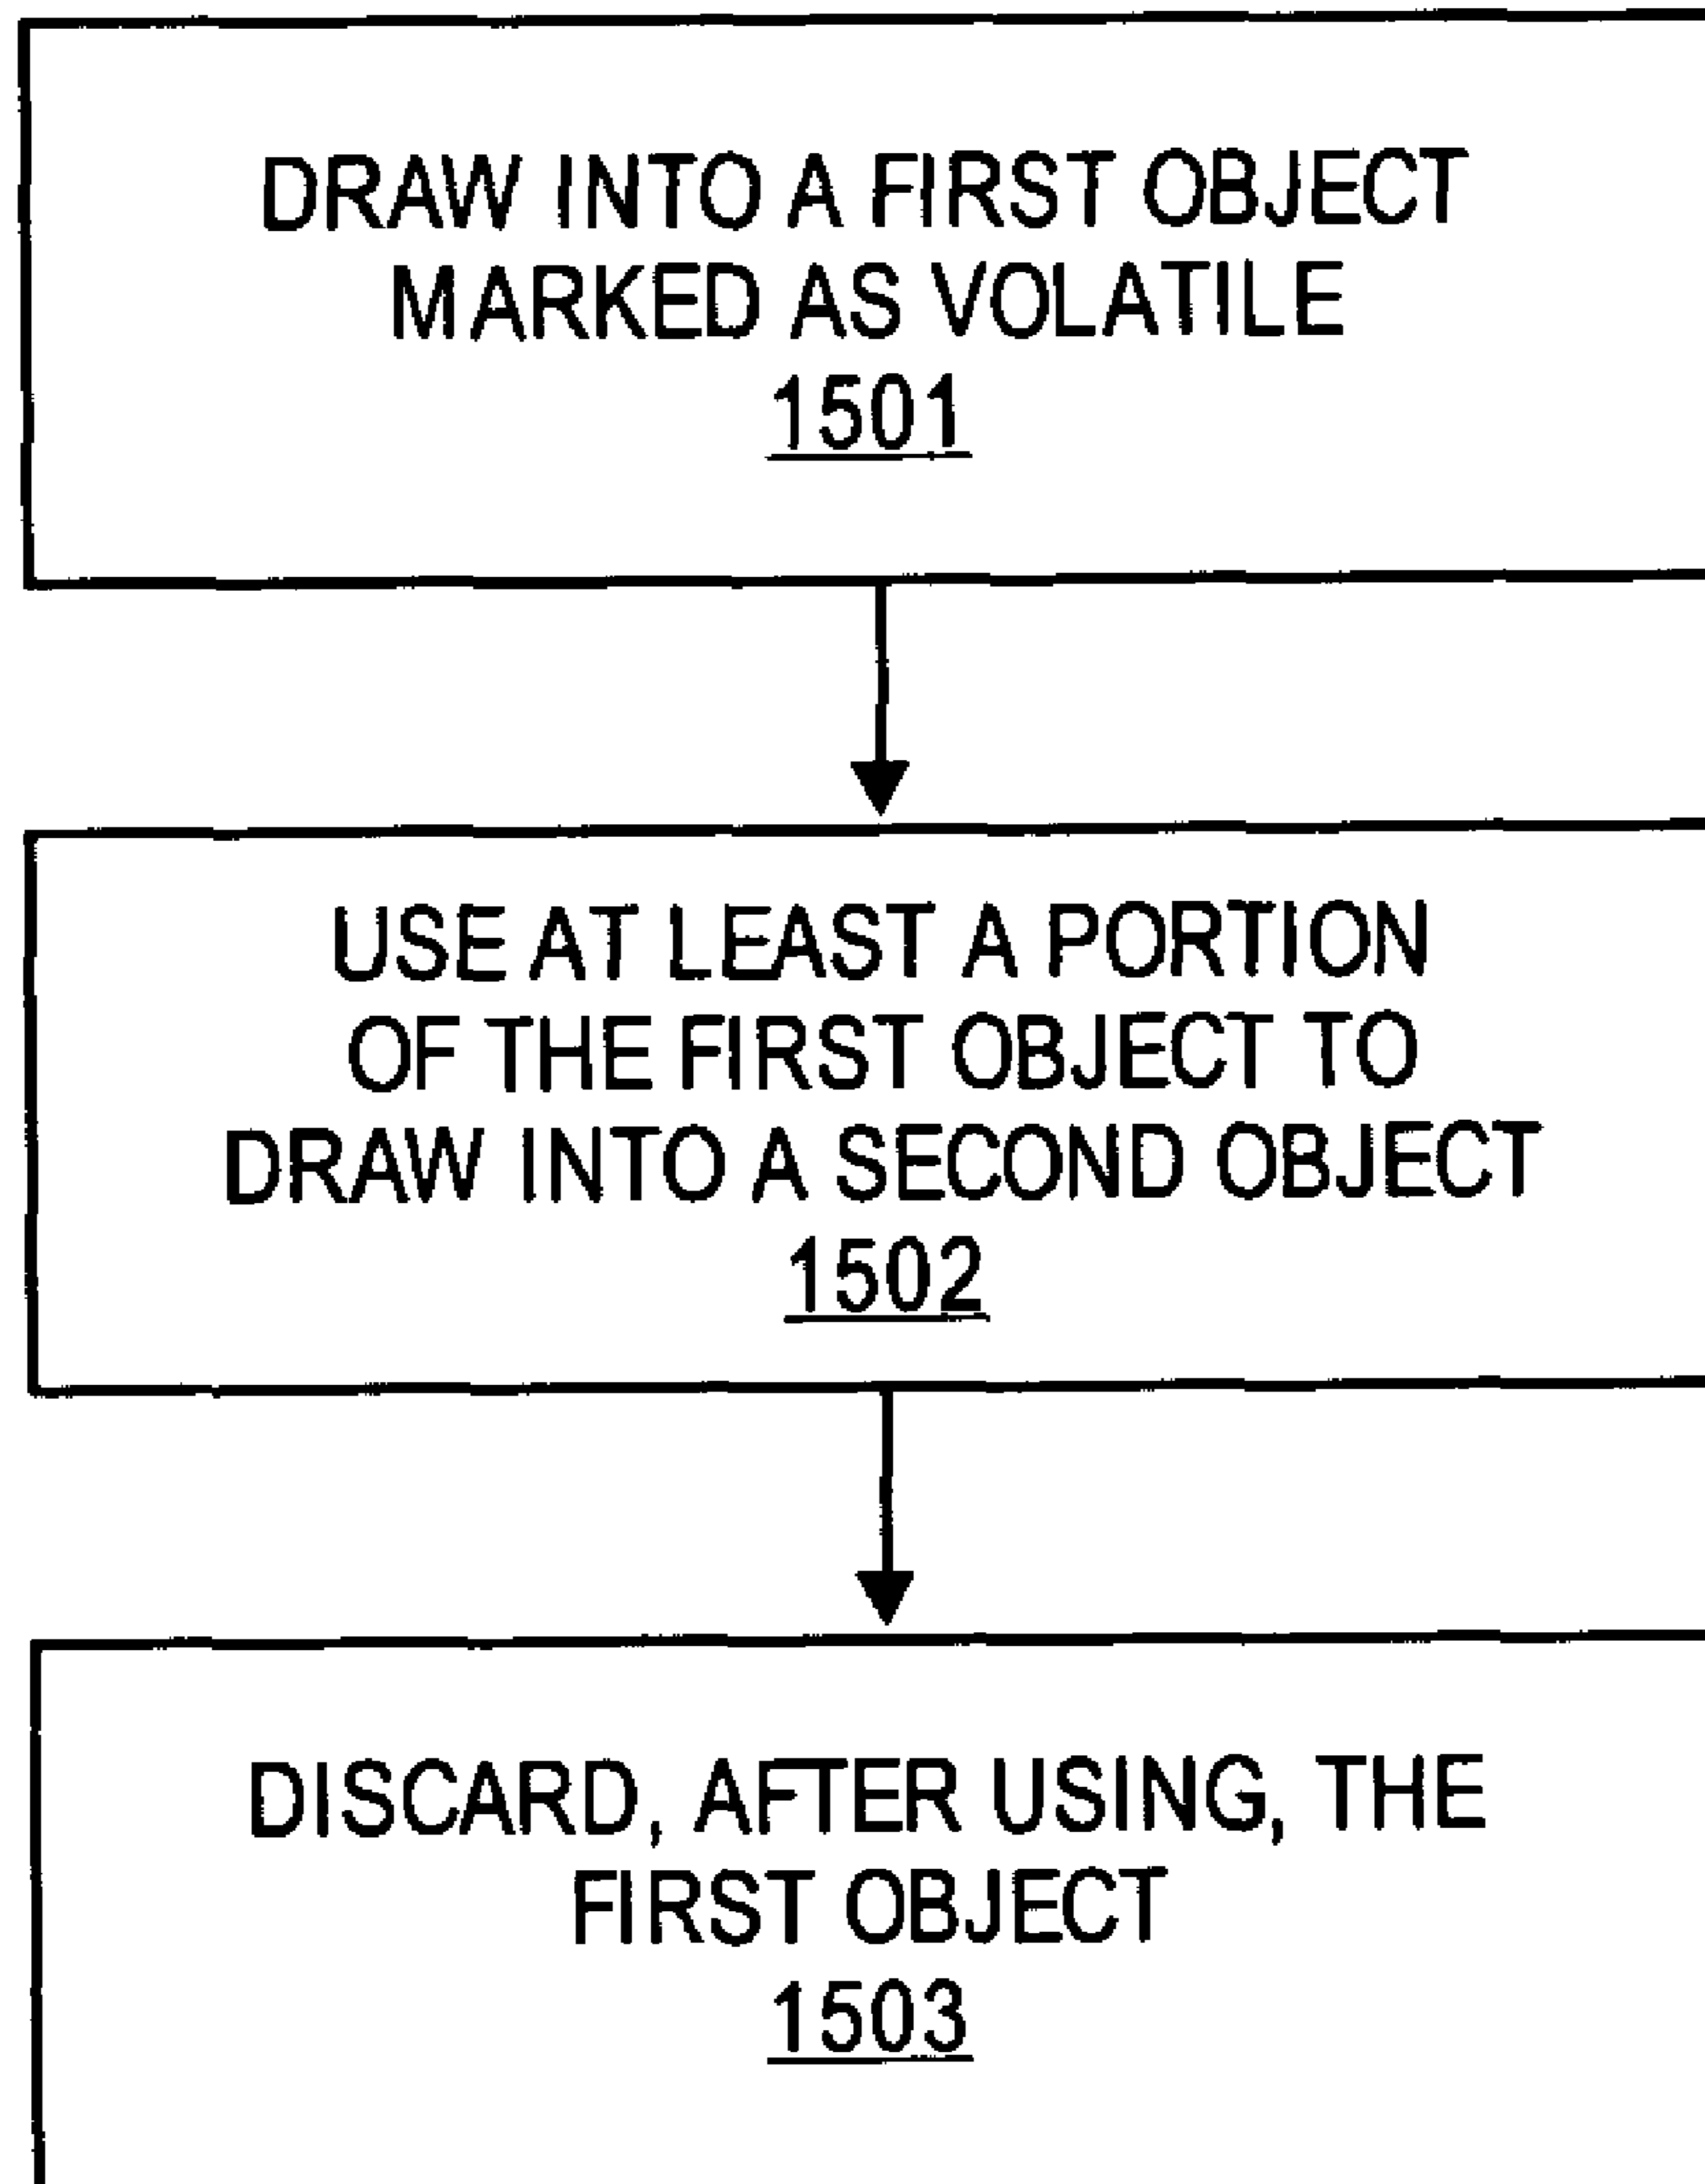 DRAW INTO A FIRST OBJECT
MARKED AS VOLATILE
1501
USE AT LEAST A PORTION
OF THE FIRST OBJECT TO
DRAW INTO A SECOND OBJECT
1502
DISCARD, AFTER USING, THE
FIRST OBJECT
1503